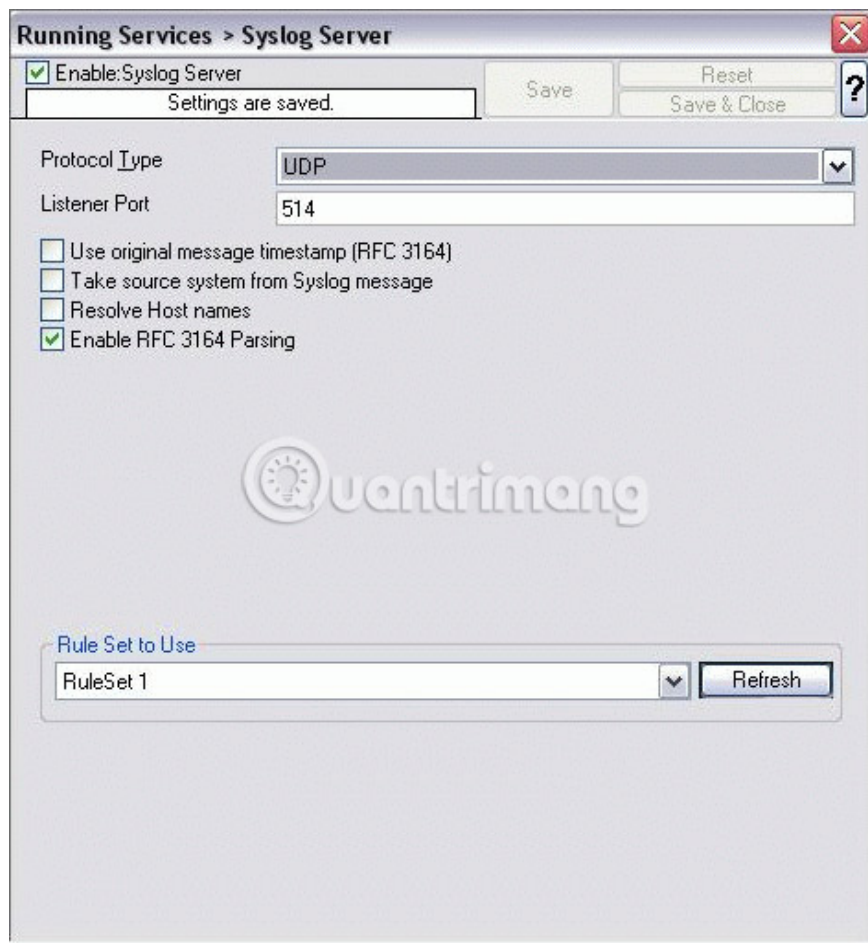 Running Services > Syslog Server
Enable:Syslog Server
Settings are saved.
Save
Reset
Save & Close
?
Protocol Type
UDP
Listener Port
514
Use original message timestamp (RFC 3164)
Take source system from Syslog message
Resolve Host names
Enable RFC 3164 Parsing
Quantrimang
Rule Set to Use
RuleSet 1
Refresh